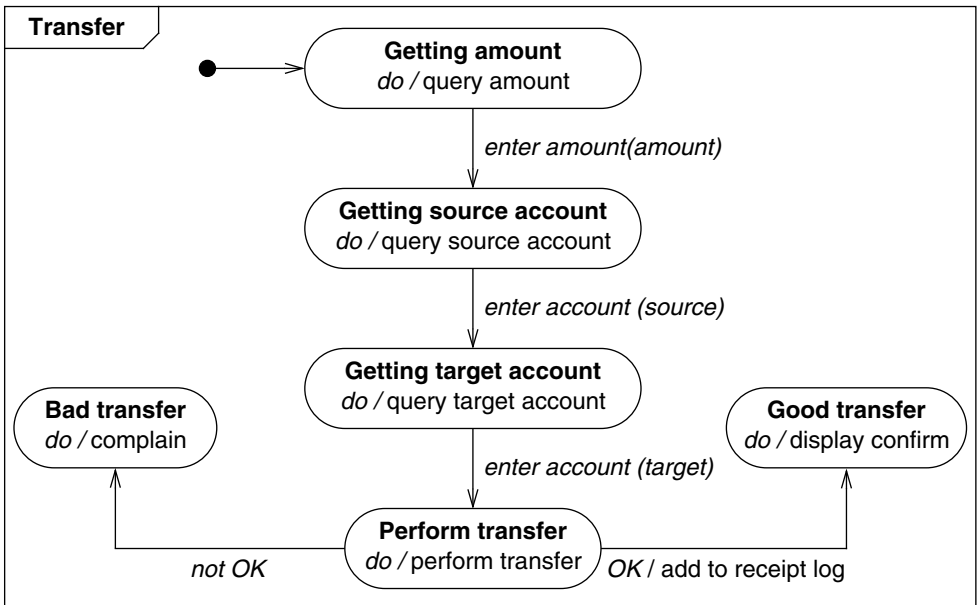 Transfer
Getting amount
do / query amount
enter amount(amount)
Getting source account
do / query source account
enter account (source)
Getting target account
do / query target account
Bad transfer
do / complain
Good transfer
do / display confirm
enter account (target)
Perform transfer
do / perform transfer
not OK
OK / add to receipt log